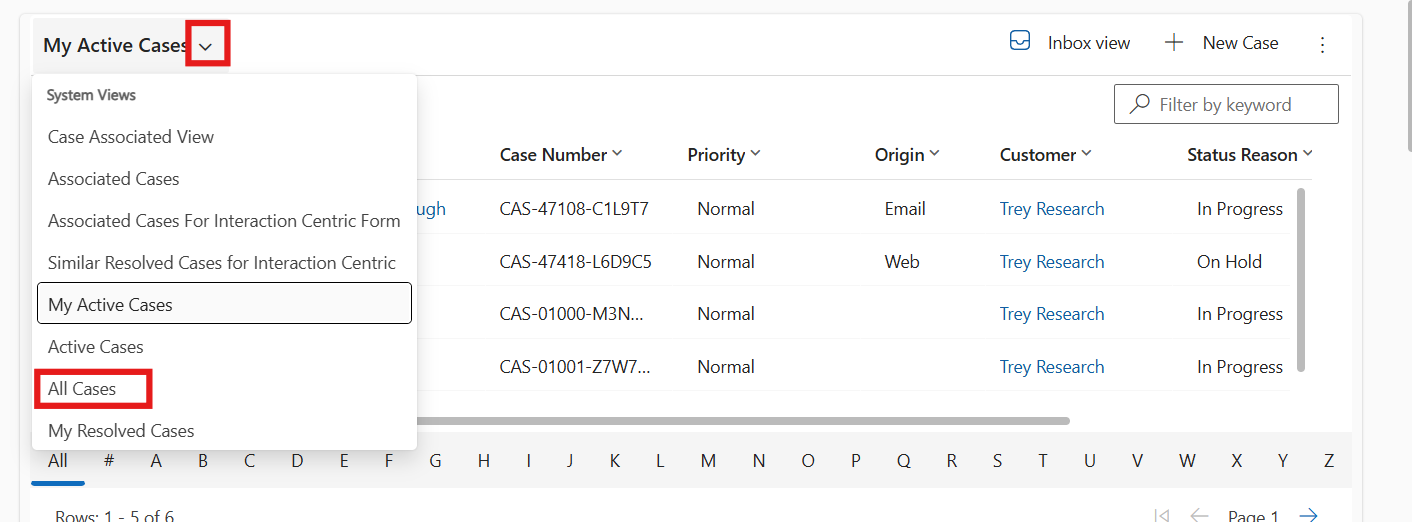 My Active Cases
Inbox view
New Case
System Views
Case Associated View
Associated Cases
Associated Cases For Interaction Centric Form
Similar Resolved Cases for Interaction Centric
My Active Cases
Active Cases
All Cases
My Resolved Cases
Filter by keyword
Case Number Priority Origin Customer Status Reason
ugh CAS-47108-C1L9T7 Normal Email Trey Research In Progress
CAS-47418-L6D9C5 Normal Web Trey Research On Hold
CAS-01000-M3N... Normal Trey Research In Progress
CAS-01001-Z7W7... Normal Trey Research In Progress
All # A B C D E F G H I J K L M N O P Q R S T U V W X Y Z
Rows: 1 - 5 of 6 Page 1